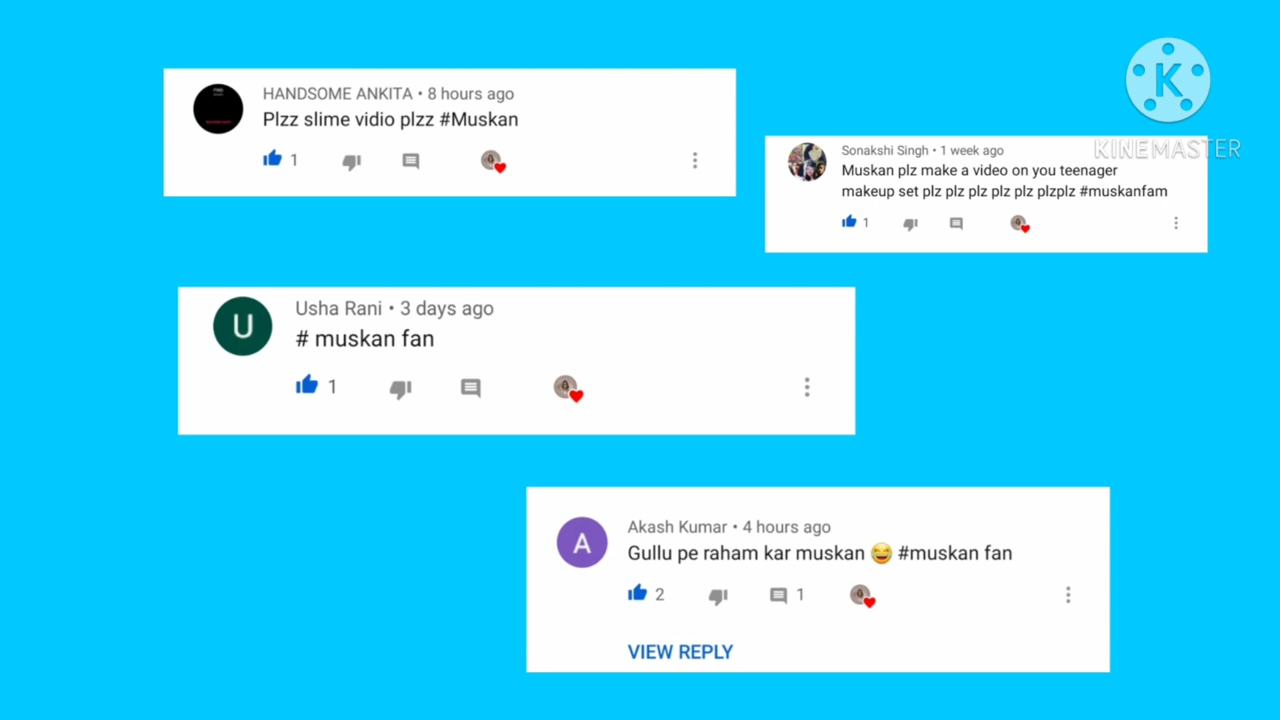 HANDSOME ANKITA • 8 hours ago
Plzz slime vidio plzz #Muskan
1
K
KINEMASTER
Sonakshi Singh • 1 week ago
Muskan plz make a video on you teenager
makeup set plz plz plz plz plz plzplz #muskanfam
1
U
Usha Rani • 3 days ago
# muskan fan
1
A
Akash Kumar • 4 hours ago
Gullu pe raham kar muskan 😆 #muskan fan
2 1
VIEW REPLY